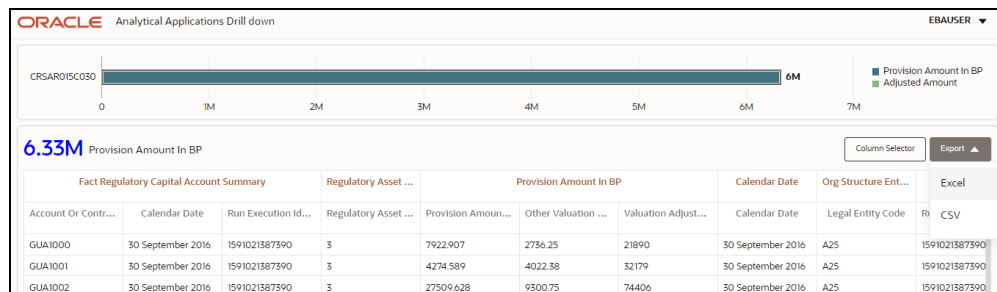 ORACLE Analytical Applications Drill down EBAUSER
CRSAR015C030 6M Provision Amount In BP
Adjusted Amount
0 1M 2M 3M 4M 5M 6M 7M
6.33M Provision Amount In BP Column Selector Export
Fact Regulatory Capital Account Summary Regulatory Asset ... Provision Amount In BP Calendar Date Org Structure Ent... Excel
Account Or Contr... Calendar Date Run Execution Id... Regulatory Asset ... Provision Amoun... Other Valuation ... Valuation Adjust... Calendar Date Legal Entity Code CSV
GUA1000 30 September 2016 1591021387390 3 7922.907 2736.25 21890 30 September 2016 A25 1591021387390
GUA1001 30 September 2016 1591021387390 3 4274.589 4022.38 32179 30 September 2016 A25 1591021387390
GUA1002 30 September 2016 1591021387390 3 27509.628 9300.75 74406 30 September 2016 A25 1591021387390